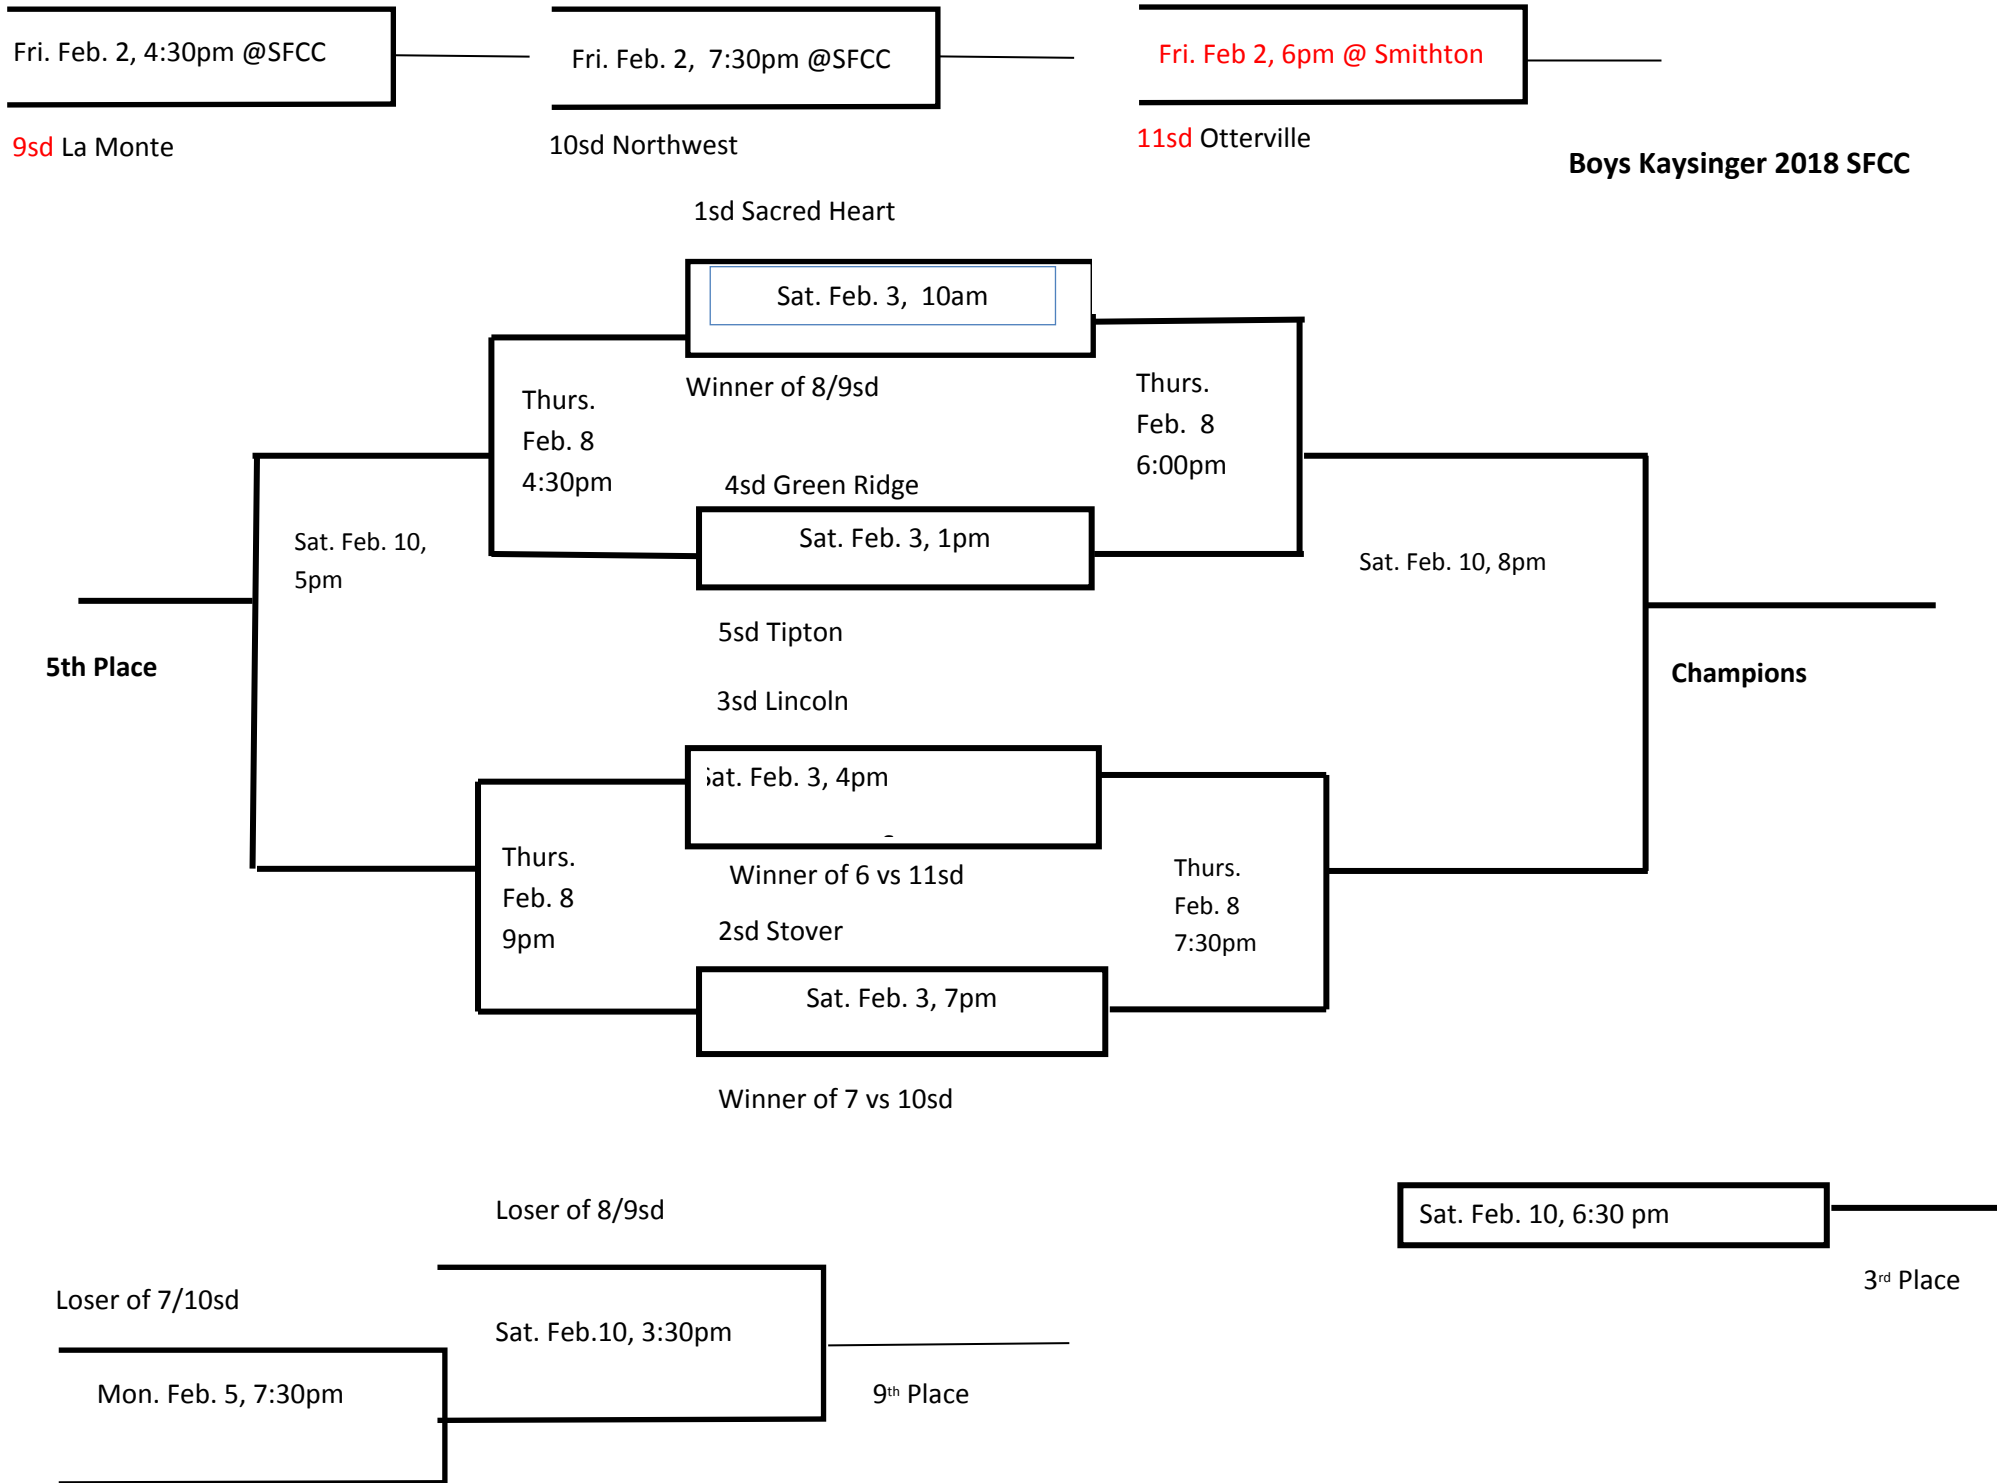 Fri. Feb. 2, 4:30pm @SFCC
Fri. Feb. 2,  7:30pm @SFCC
Fri. Feb 2, 6pm @ Smithton
9sd La Monte
10sd Northwest
11sd Otterville
Boys Kaysinger 2018 SFCC
1sd Sacred Heart
Sat. Feb. 3,  10am
Winner of 8/9sd
Thurs.
Feb. 8
4:30pm
Thurs.
Feb.  8
6:00pm
4sd Green Ridge
Sat. Feb. 3, 1pm
Sat. Feb. 10,
5pm
Sat. Feb. 10, 8pm
5sd Tipton
5th Place
Champions
3sd Lincoln
Sat. Feb. 3, 4pm
Winner of 6 vs 11sd
Thurs.
Feb. 8
9pm
Thurs.
Feb. 8
7:30pm
2sd Stover
Sat. Feb. 3, 7pm
Winner of 7 vs 10sd
Loser of 8/9sd
Sat. Feb. 10, 6:30 pm
3rd Place
Loser of 7/10sd
Sat. Feb.10, 3:30pm
Mon. Feb. 5, 7:30pm
9th Place